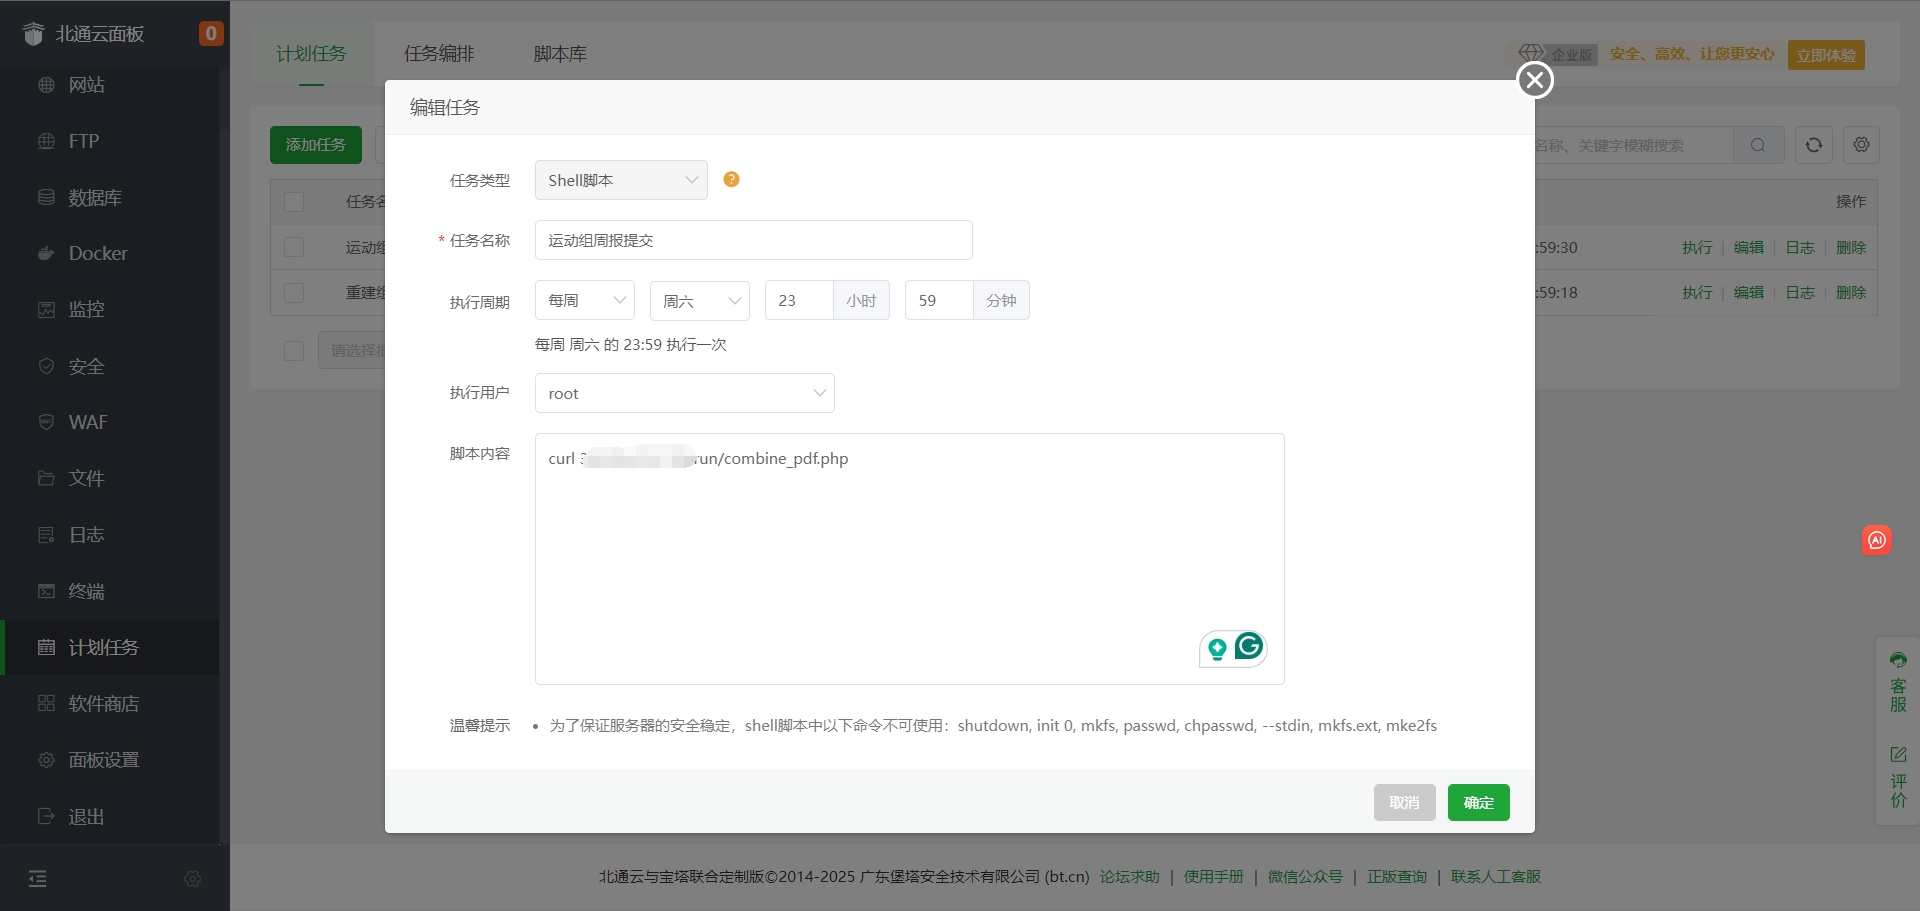 北通云面板
0
网站
FTP
数据库
Docker
监控
安全
WAF
文件
日志
终端
计划任务
软件商店
面板设置
退出
计划任务 任务编排 脚本库
企业版 安全、高效、让您更安心 立即体验
添加任务
名称、关键字模糊搜索
任务名
操作
运动组
:59:30 执行 | 编辑 | 日志 | 删除
重建组
:59:18 执行 | 编辑 | 日志 | 删除
请选择批
编辑任务
任务类型 Shell脚本 ?
* 任务名称 运动组周报提交
执行周期 每周 周六 23 小时 59 分钟
每周 周六 的 23:59 执行一次
执行用户 root
脚本内容 curl run/combine_pdf.php
温馨提示 • 为了保证服务器的安全稳定，shell脚本中以下命令不可使用：shutdown, init 0, mkfs, passwd, chpasswd, --stdin, mkfs.ext, mke2fs
取消 确定
AI
客服
评价
北通云与宝塔联合定制版©2014-2025 广东堡塔安全技术有限公司 (bt.cn) 论坛求助 | 使用手册 | 微信公众号 | 正版查询 | 联系人工客服